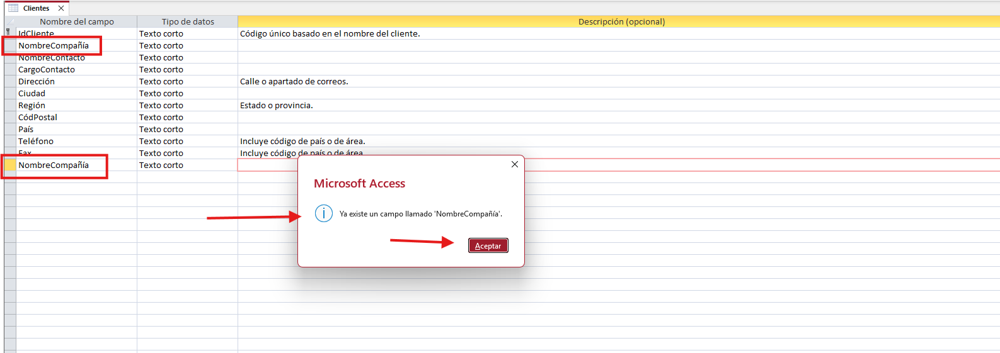 Clientes
Nombre del campo Tipo de datos Descripción (opcional)
IdCliente Texto corto Código único basado en el nombre del cliente.
NombreCompañía Texto corto
NombreContacto Texto corto
CargoContacto Texto corto
Dirección Texto corto Calle o apartado de correos.
Ciudad Texto corto
Región Texto corto Estado o provincia.
CódPostal Texto corto
País Texto corto
Teléfono Texto corto Incluye código de país o de área.
Fax Texto corto Incluye código de país o de área.
NombreCompañía Texto corto
Microsoft Access
Ya existe un campo llamado 'NombreCompañía'.
Aceptar